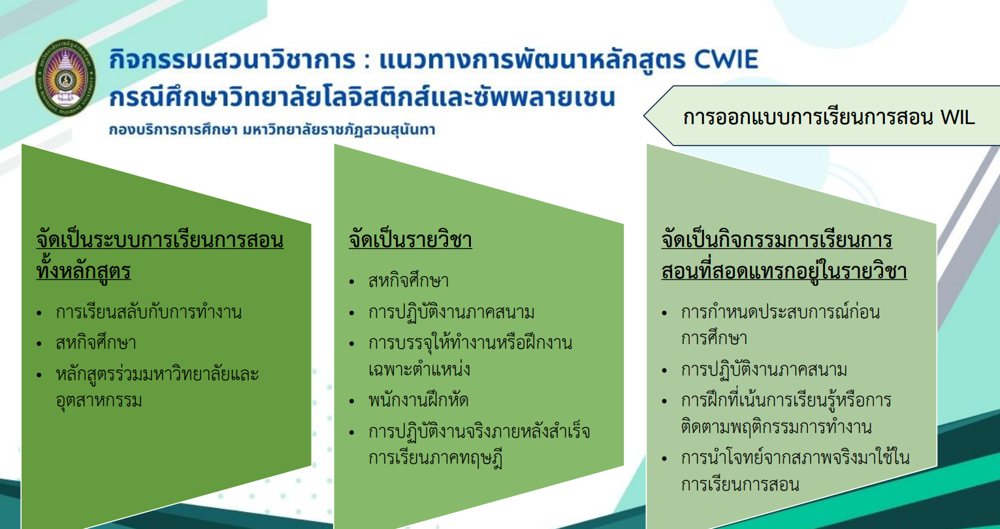 กิจกรรมเสวนาวิชาการ : แนวทางการพัฒนาหลักสูตร CWIE
กรณีศึกษาวิทยาลัยโลจิสติกส์และซัพพลายเชน
กองบริการการศึกษา มหาวิทยาลัยราชภัฏสวนสุนันทา
การออกแบบการเรียนการสอน WIL
จัดเป็นระบบการเรียนการสอน
ทั้งหลักสูตร
• การเรียนสลับกับการทำงาน
• สหกิจศึกษา
• หลักสูตรร่วมมหาวิทยาลัยและ
อุตสาหกรรม
จัดเป็นรายวิชา
• สหกิจศึกษา
• การปฏิบัติงานภาคสนาม
• การบรรจุให้ทำงานหรือฝึกงาน
เฉพาะตำแหน่ง
• พนักงานฝึกหัด
• การปฏิบัติงานจริงภายหลังสำเร็จ
การเรียนภาคทฤษฎี
จัดเป็นกิจกรรมการเรียนการ
สอนที่สอดแทรกอยู่ในรายวิชา
• การกำหนดประสบการณ์ก่อน
การศึกษา
• การปฏิบัติงานภาคสนาม
• การฝึกที่เน้นการเรียนรู้หรือการ
ติดตามพฤติกรรมการทำงาน
• การนำโจทย์จากสภาพจริงมาใช้ใน
การเรียนการสอน